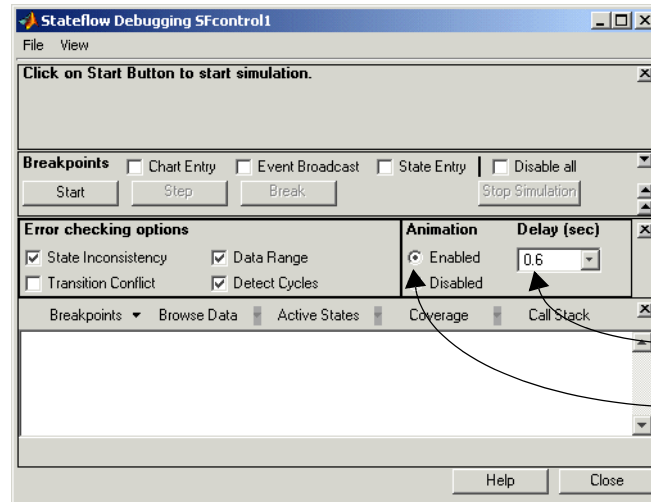 Stateflow Debugging SFcontrol1
File View
Click on Start Button to start simulation.
Breakpoints Chart Entry Event Broadcast State Entry Disable all
Start Step Break Stop Simulation
Error checking options Animation Delay (sec)
State Inconsistency Data Range Enabled 0.6
Transition Conflict Detect Cycles Disabled
Breakpoints Browse Data Active States Coverage Call Stack
Help Close